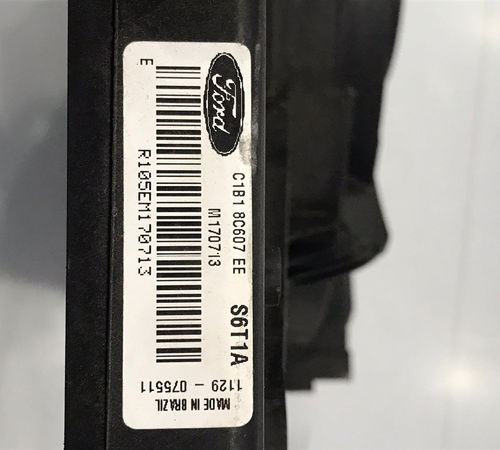 Ford
C1B1 8C607 EE S6T1A
M170713
R105EM170713
E
1129 - 075511
MADE IN BRAZIL